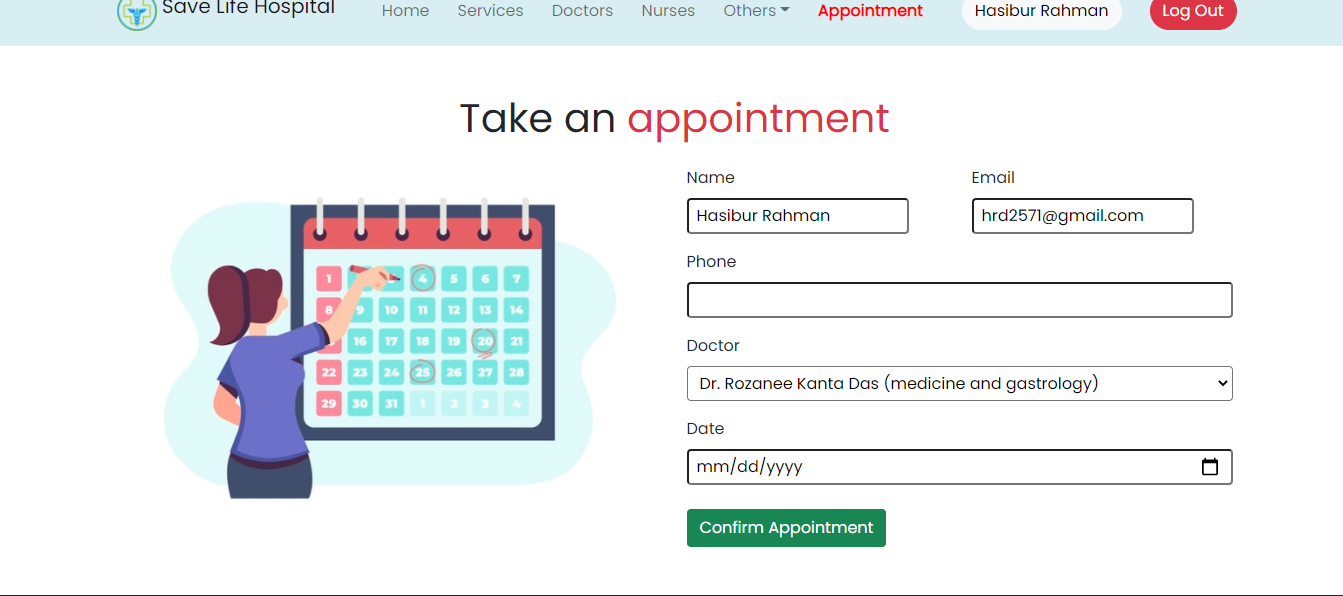 Save Life Hospital Home Services Doctors Nurses Others Appointment Hasibur Rahman Log Out
Take an appointment
Name Email
Hasibur Rahman hrd2571@gmail.com
Phone
Doctor
Dr. Rozanee Kanta Das (medicine and gastrology)
Date
mm/dd/yyyy
Confirm Appointment
1 4 5 6 7
8 9 10 11 12 13 14
16 17 18 19 20 21
22 23 24 25 26 27 28
29 30 31 1 2 3 4